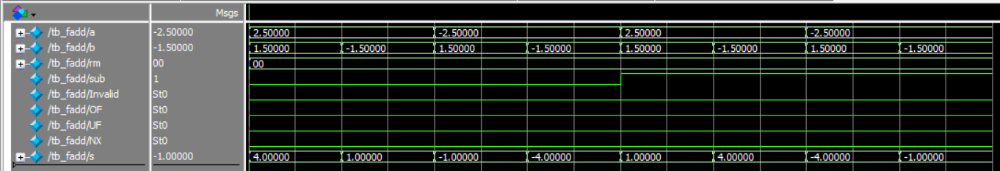 Msgs
/tb_fadd/a -2.50000 2.50000 -2.50000 2.50000 -2.50000
/tb_fadd/b -1.50000 1.50000 -1.50000 1.50000 -1.50000 1.50000 -1.50000 1.50000 -1.50000
/tb_fadd/rm 00 00
/tb_fadd/sub 1
/tb_fadd/Invalid St0
/tb_fadd/OF St0
/tb_fadd/UF St0
/tb_fadd/NX St0
/tb_fadd/s -1.00000 4.00000 1.00000 -1.00000 -4.00000 1.00000 4.00000 -4.00000 -1.00000